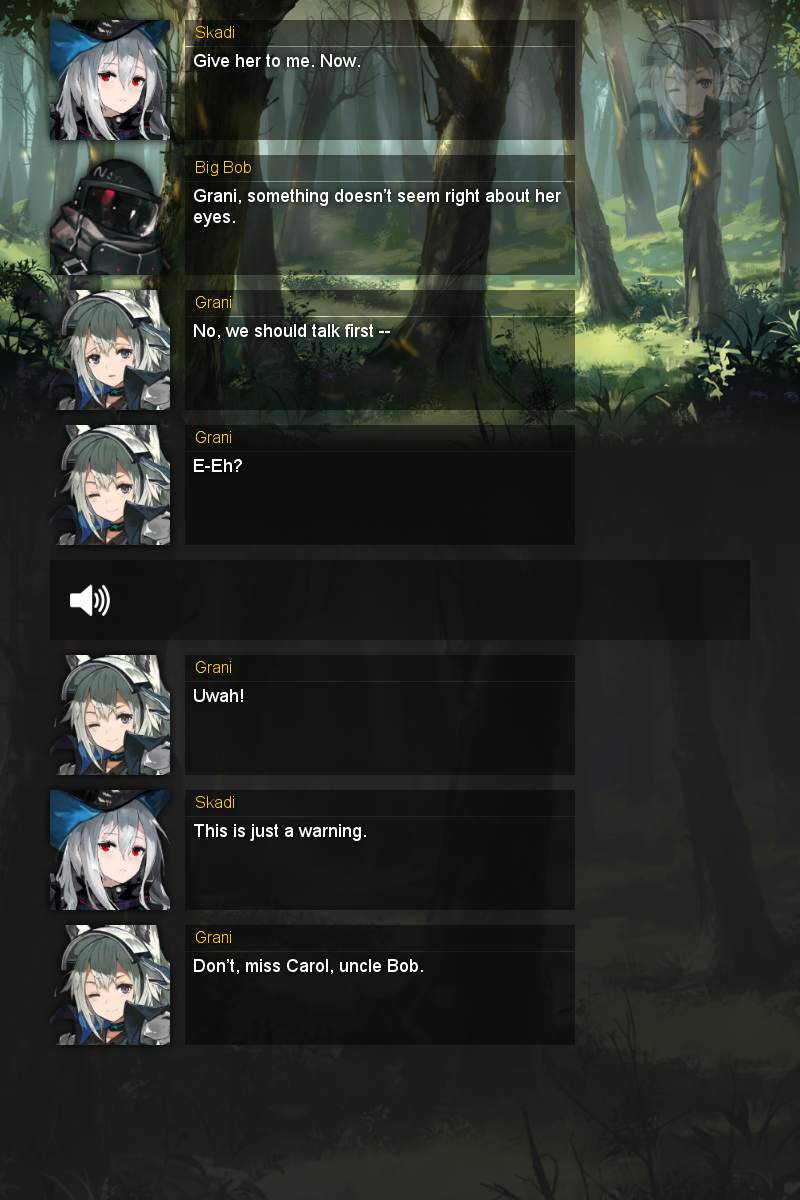 Skadi
Give her to me. Now.
Big Bob
Grani, something doesn't seem right about her
eyes.
Grani
No, we should talk first --
Grani
E-Eh?
Grani
Uwah!
Skadi
This is just a warning.
Grani
Don't, miss Carol, uncle Bob.